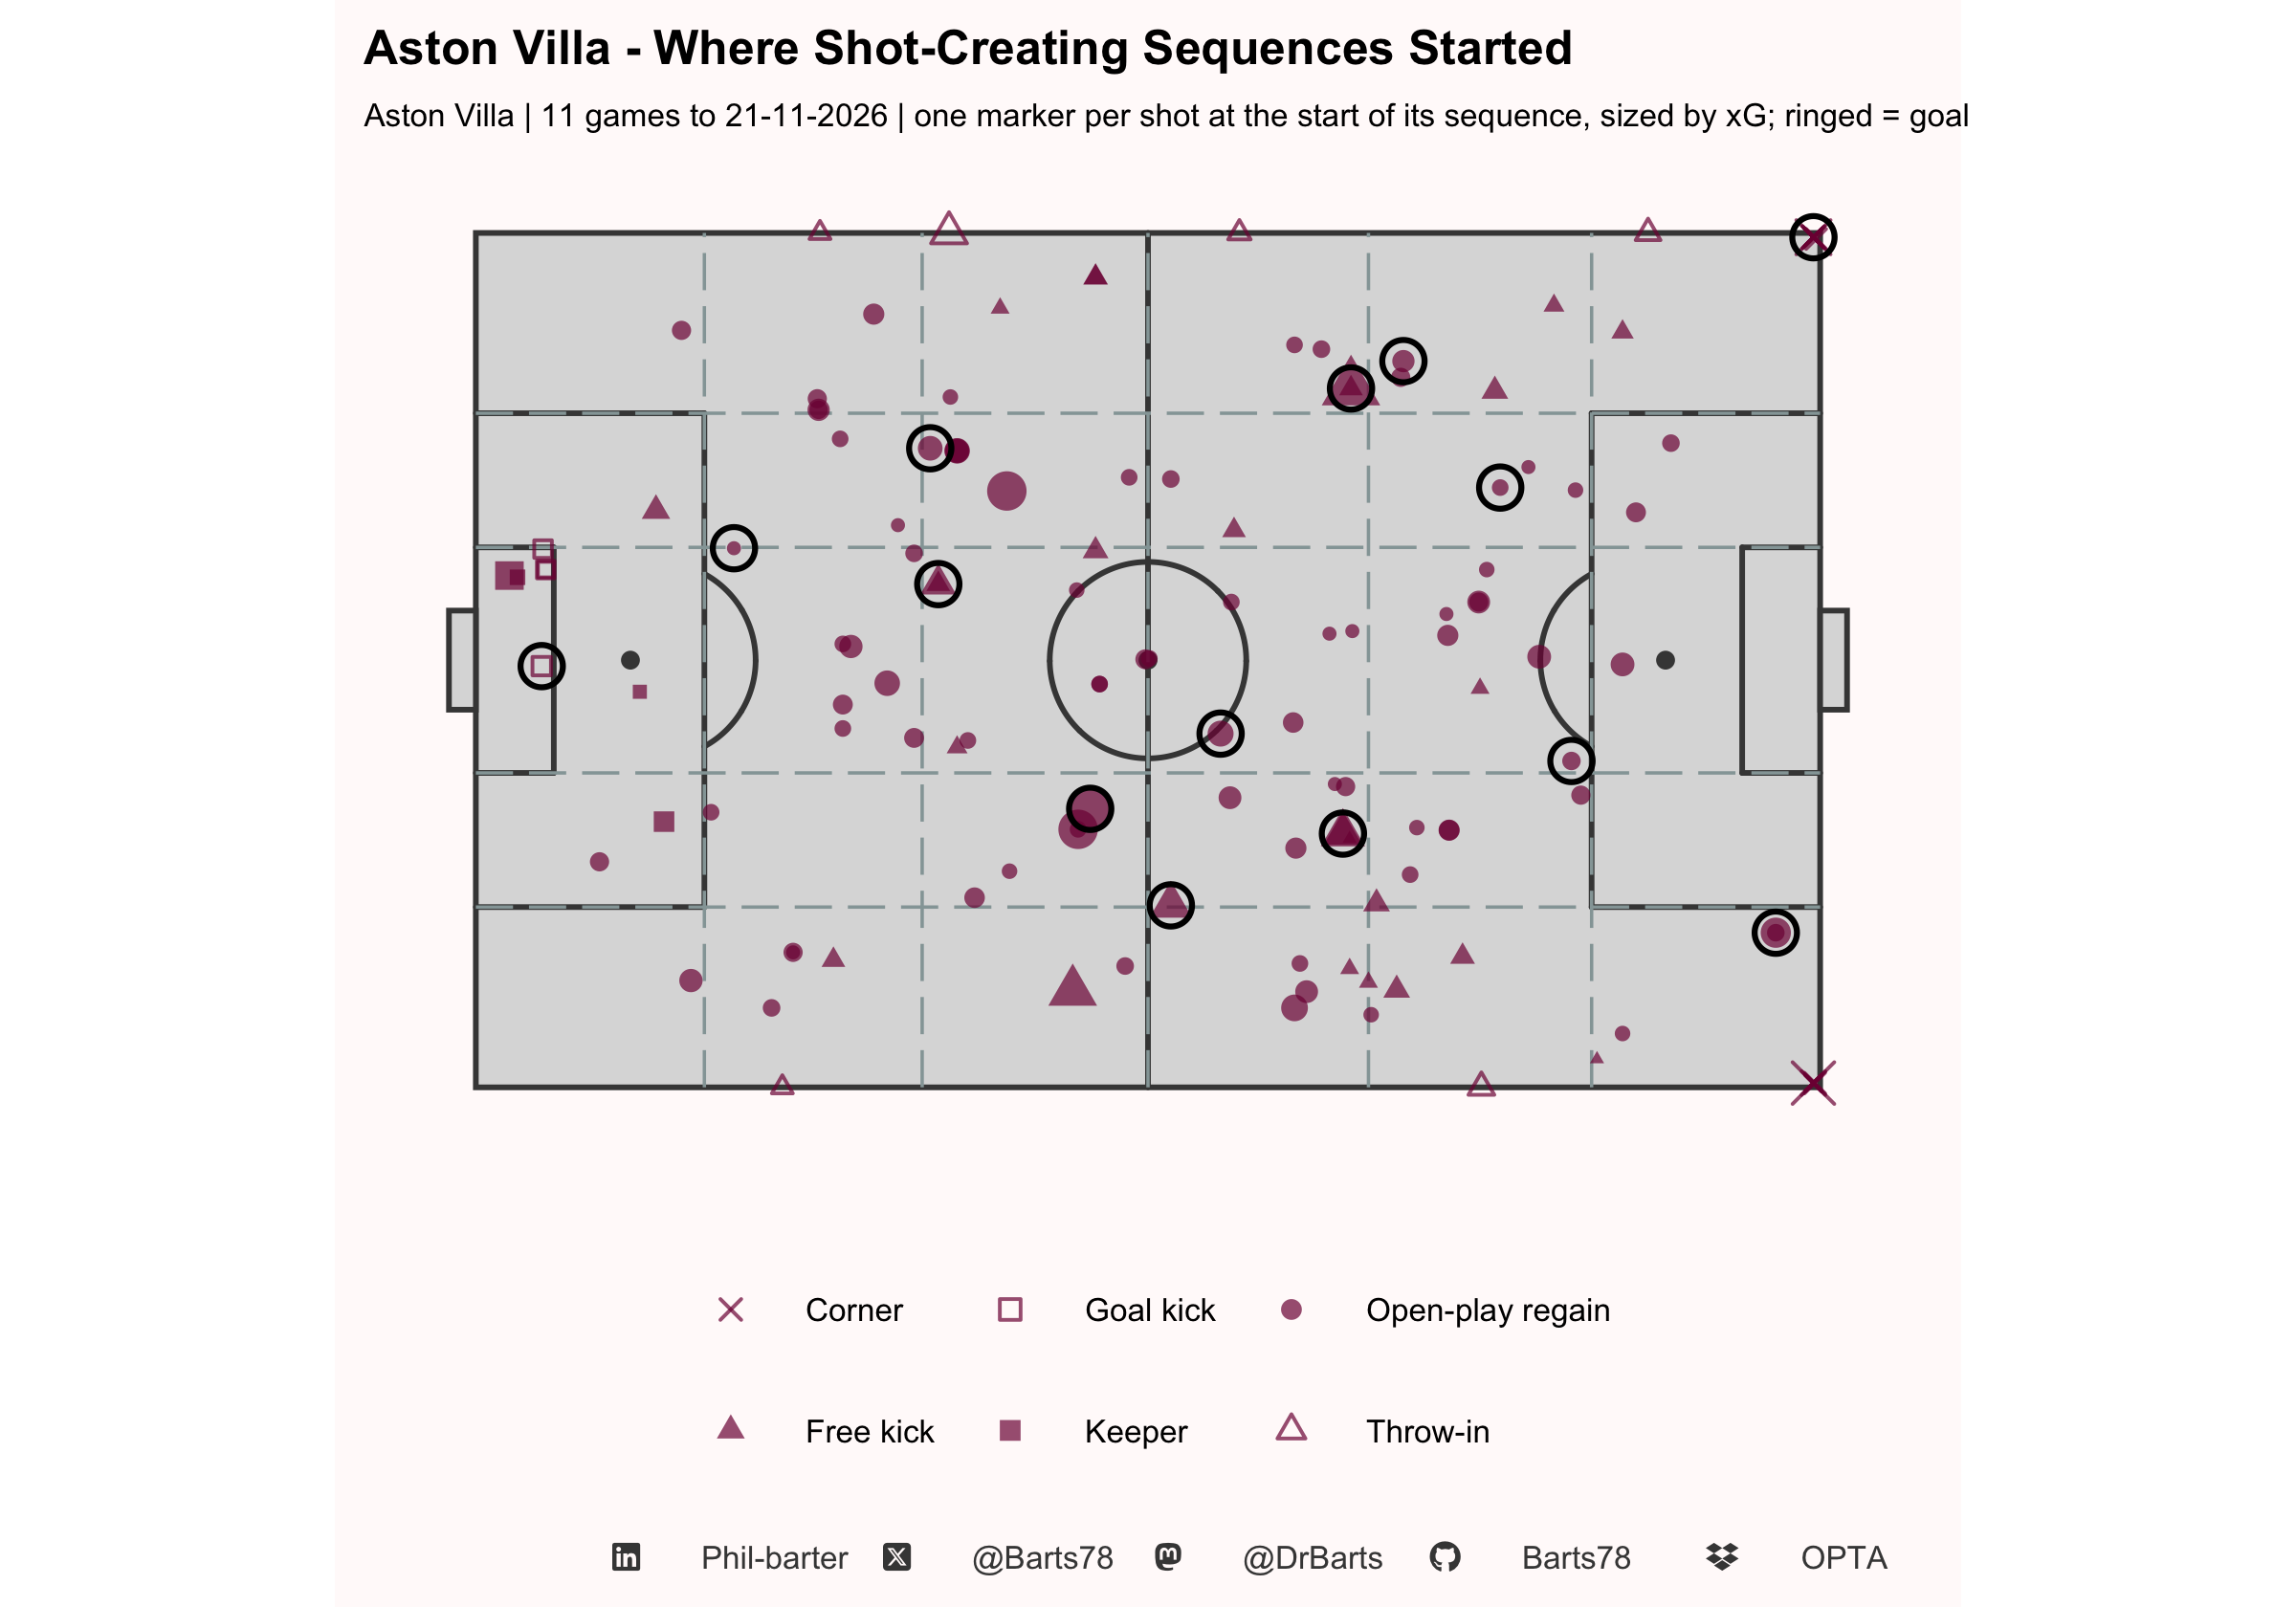 Aston Villa - Where Shot-Creating Sequences Started
Aston Villa | 11 games to 21-11-2026 | one marker per shot at the start of its sequence, sized by xG; ringed = goal
Corner Goal kick Open-play regain
Free kick Keeper Throw-in
Phil-barter @Barts78 @DrBarts Barts78 OPTA